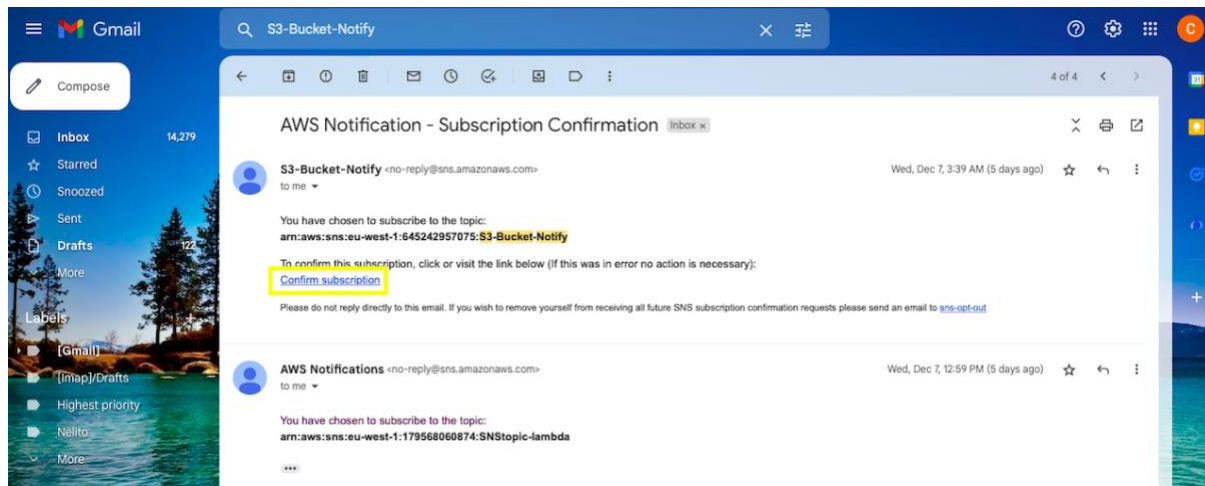 Gmail
S3-Bucket-Notify
C
Compose
4 of 4
Inbox 14,279
Starred
Snoozed
Sent
Drafts 122
More
Labels
[Gmail]
[Imap]/Drafts
Highest priority
Nelito
More
AWS Notification - Subscription Confirmation Inbox x
S3-Bucket-Notify <no-reply@sns.amazonaws.com> Wed, Dec 7, 3:39 AM (5 days ago)
to me
You have chosen to subscribe to the topic:
arn:aws:sns:eu-west-1:645242957075:S3-Bucket-Notify
To confirm this subscription, click or visit the link below (If this was in error no action is necessary):
Confirm subscription
Please do not reply directly to this email. If you wish to remove yourself from receiving all future SNS subscription confirmation requests please send an email to sns-opt-out
AWS Notifications <no-reply@sns.amazonaws.com> Wed, Dec 7, 12:59 PM (5 days ago)
to me
You have chosen to subscribe to the topic:
arn:aws:sns:eu-west-1:179568060874:SNStopic-lambda
31